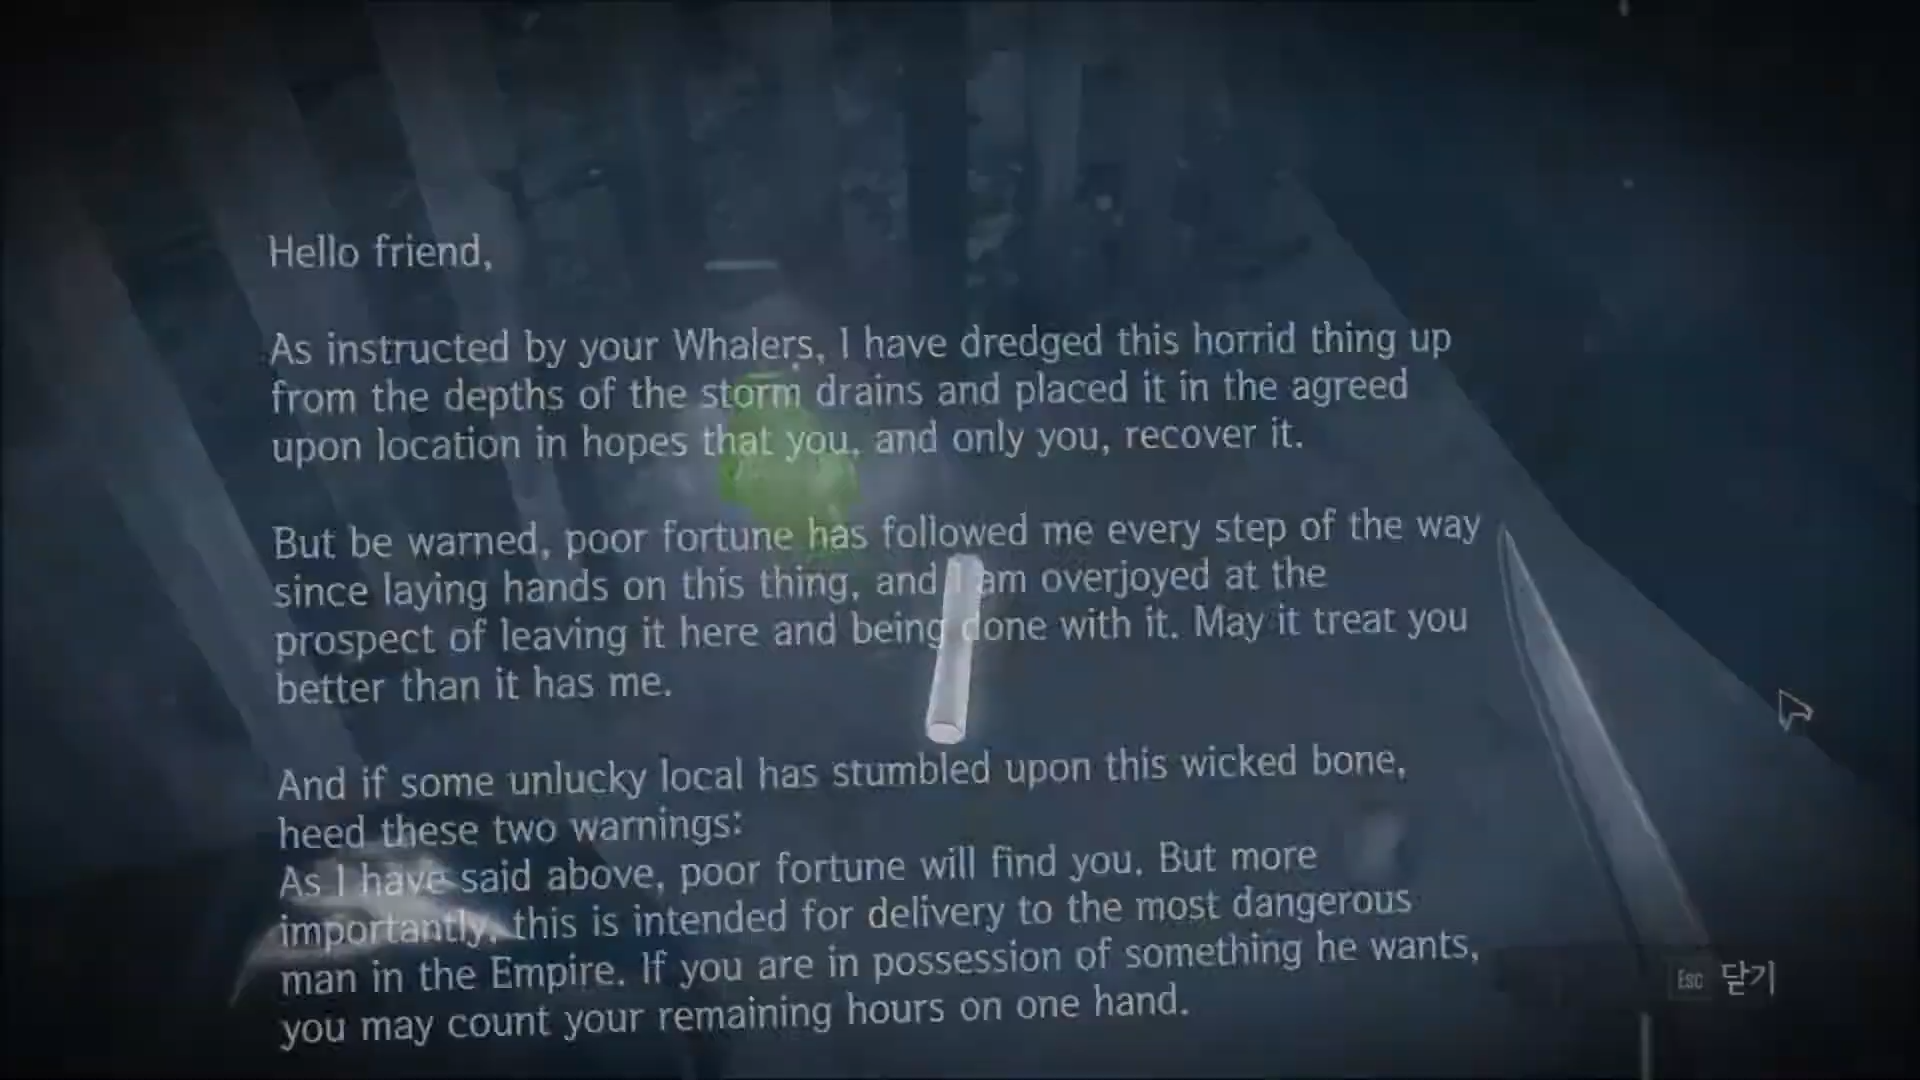 Hello friend,
As instructed by your Whalers, I have dredged this horrid thing up
from the depths of the storm drains and placed it in the agreed
upon location in hopes that you, and only you, recover it.
But be warned, poor fortune has followed me every step of the way
since laying hands on this thing, and I am overjoyed at the
prospect of leaving it here and being done with it. May it treat you
better than it has me.
And if some unlucky local has stumbled upon this wicked bone,
heed these two warnings:
As I have said above, poor fortune will find you. But more
importantly, this is intended for delivery to the most dangerous
man in the Empire. If you are in possession of something he wants,
you may count your remaining hours on one hand.
Esc 닫기